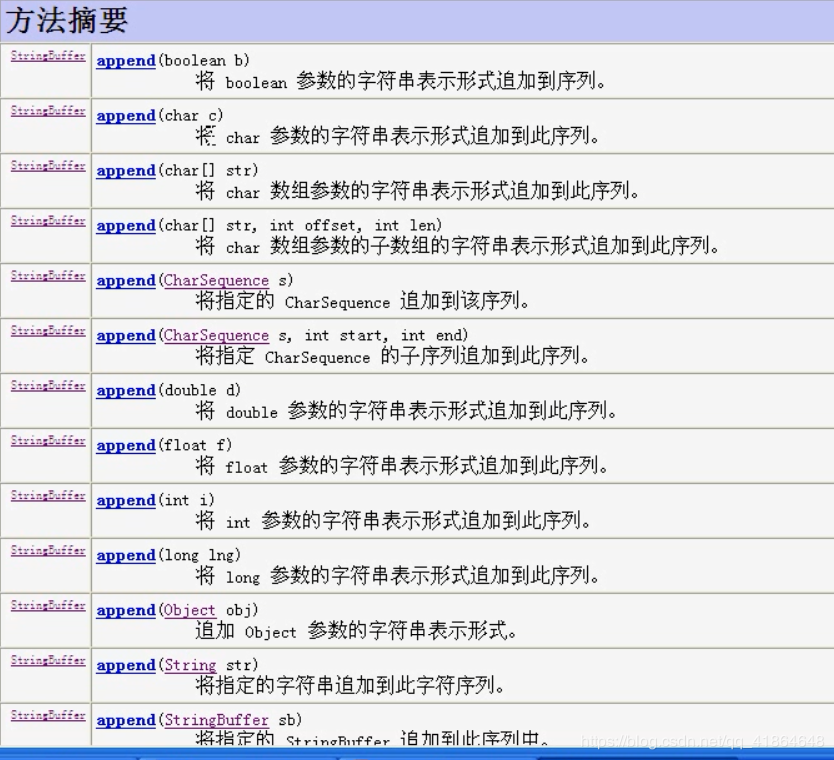 方法摘要
StringBuffer append(boolean b)
将 boolean 参数的字符串表示形式追加到序列。
StringBuffer append(char c)
将 char 参数的字符串表示形式追加到此序列。
StringBuffer append(char[] str)
将 char 数组参数的字符串表示形式追加到此序列。
StringBuffer append(char[] str, int offset, int len)
将 char 数组参数的子数组的字符串表示形式追加到此序列。
StringBuffer append(CharSequence s)
将指定的 CharSequence 追加到该序列。
StringBuffer append(CharSequence s, int start, int end)
将指定 CharSequence 的子序列追加到此序列。
StringBuffer append(double d)
将 double 参数的字符串表示形式追加到此序列。
StringBuffer append(float f)
将 float 参数的字符串表示形式追加到此序列。
StringBuffer append(int i)
将 int 参数的字符串表示形式追加到此序列。
StringBuffer append(long lng)
将 long 参数的字符串表示形式追加到此序列。
StringBuffer append(Object obj)
追加 Object 参数的字符串表示形式。
StringBuffer append(String str)
将指定的字符串追加到此字符序列。
StringBuffer append(StringBuffer sb)
将指定的 StringBuffer 追加到此序列中。
https://blog.csdn.net/qq_41864648